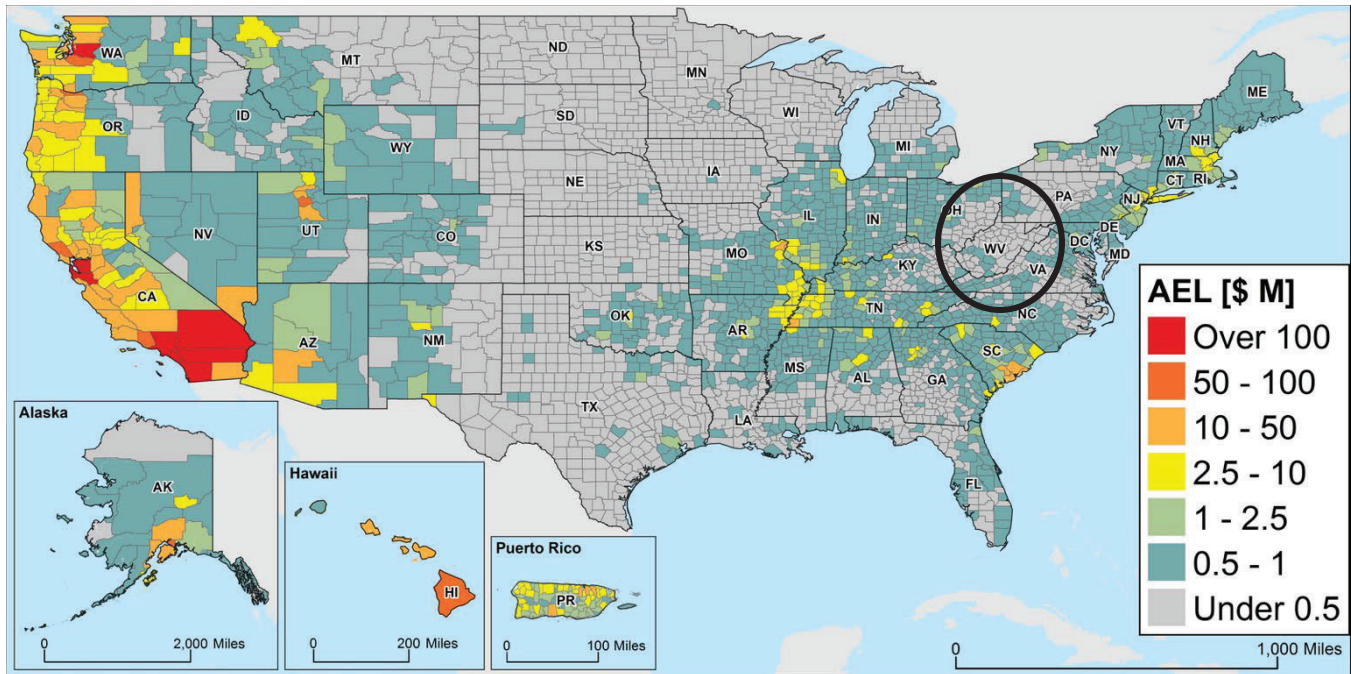 WA
MT
ND
MN
ME
OR
ID
SD
WI
VT
NH
WY
MI
NY
MA
CT
RI
IA
NE
PA
NJ
NV
UT
CO
IL
IN
OH
DE
DC
MD
KS
MO
WV
VA
KY
CA
OK
TN
NC
AZ
NM
AR
SC
MS
AL
GA
TX
LA
FL
AEL [$ M]
Over 100
50 - 100
10 - 50
2.5 - 10
1 - 2.5
0.5 - 1
Under 0.5
0
1,000 Miles
Alaska
AK
0
2,000 Miles
Hawaii
HI
0
200 Miles
Puerto Rico
PR
0
100 Miles